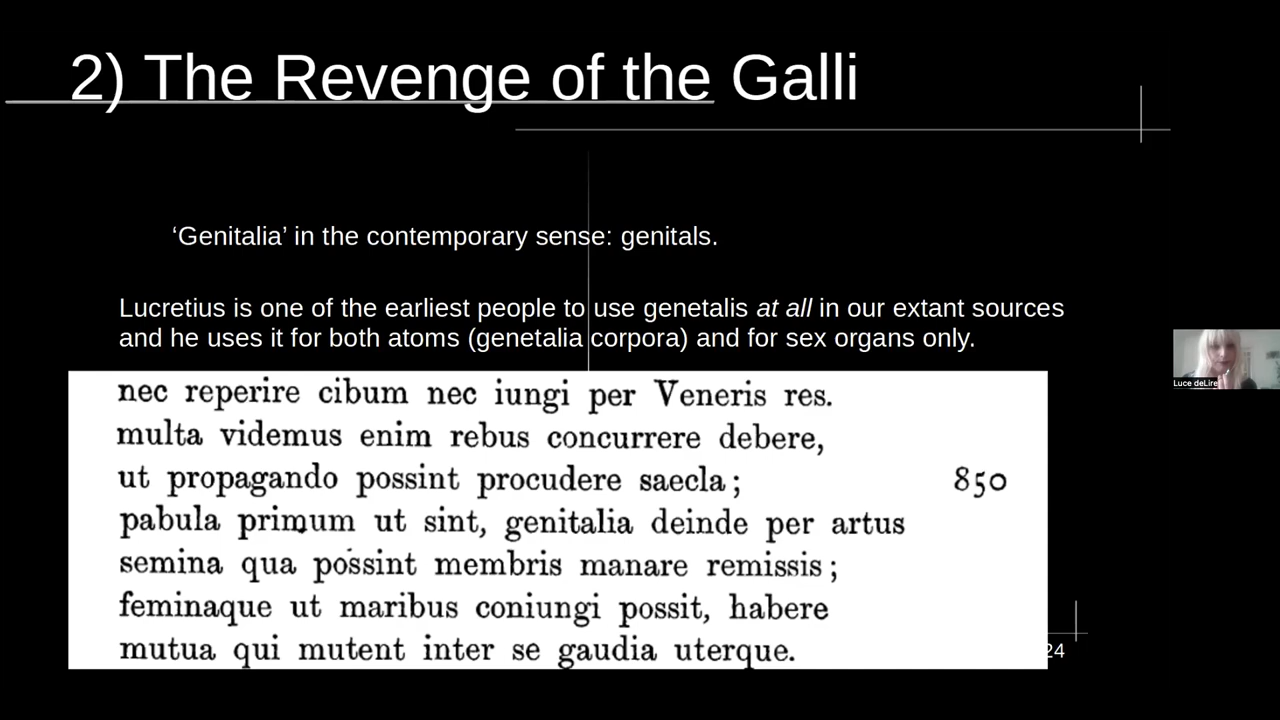 2) The Revenge of the Galli
‘Genitalia’ in the contemporary sense: genitals.
Lucretius is one of the earliest people to use genetalis at all in our extant sources
and he uses it for both atoms (genetalia corpora) and for sex organs only.
nec reperire cibum nec iungi per Veneris res.
multa videmus enim rebus concurrere debere,
ut propagando possint procudere saecla; 850
pabula primum ut sint, genitalia deinde per artus
semina qua possint membris manare remissis;
feminaque ut maribus coniungi possit, habere
mutua qui mutent inter se gaudia uterque.
24
Luce deLire